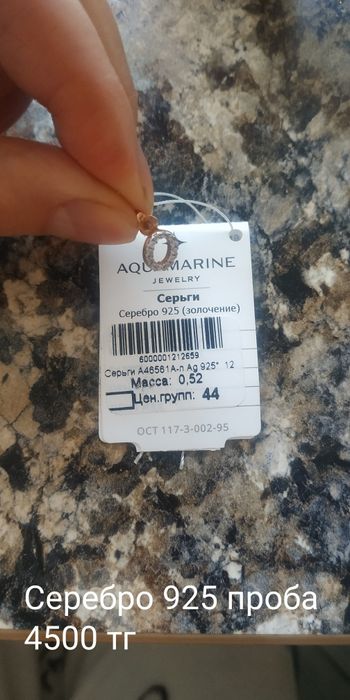 AQUAMARINE
JEWELRY
Серьги
Серебро 925 (золочение)
6000001212659
Серьги А46561А-п Ag 925° 12
Масса: 0,52
Цен.групп: 44
ОСТ 117-3-002-95
Серебро 925 проба
4500 тг